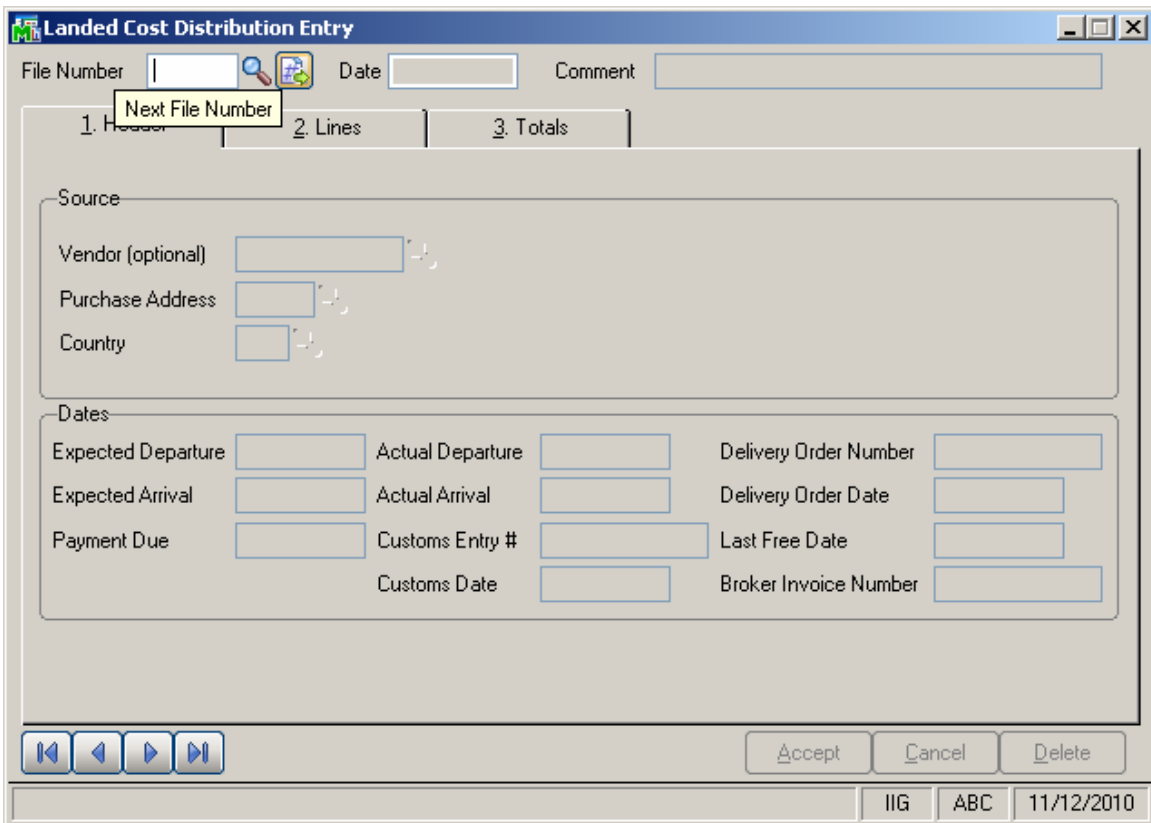 Landed Cost Distribution Entry
File Number Date Comment
Next File Number
1. Header 2. Lines 3. Totals
Source
Vendor (optional)
Purchase Address
Country
Dates
Expected Departure Actual Departure Delivery Order Number
Expected Arrival Actual Arrival Delivery Order Date
Payment Due Customs Entry # Last Free Date
Customs Date Broker Invoice Number
Accept Cancel Delete
IIG ABC 11/12/2010